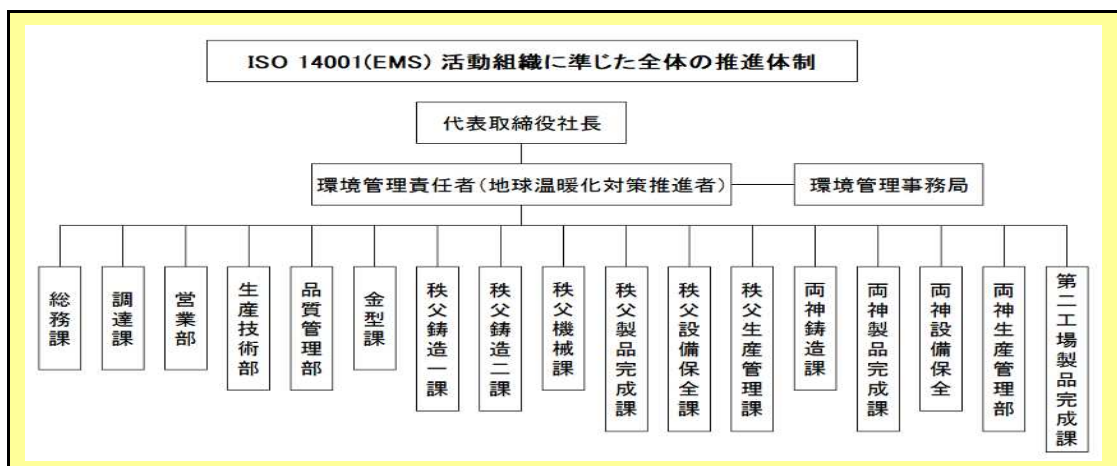 ISO 14001(EMS) 活動組織に準じた全体の推進体制
代表取締役社長
環境管理責任者(地球温暖化対策推進者)
環境管理事務局
総務課
調達課
営業部
生産技術部
品質管理部
金型課
秩父鋳造一課
秩父鋳造二課
秩父機械課
秩父製品完成課
秩父設備保全課
秩父生産管理課
両神鋳造課
両神製品完成課
両神設備保全
両神生産管理部
第二工場製品完成課